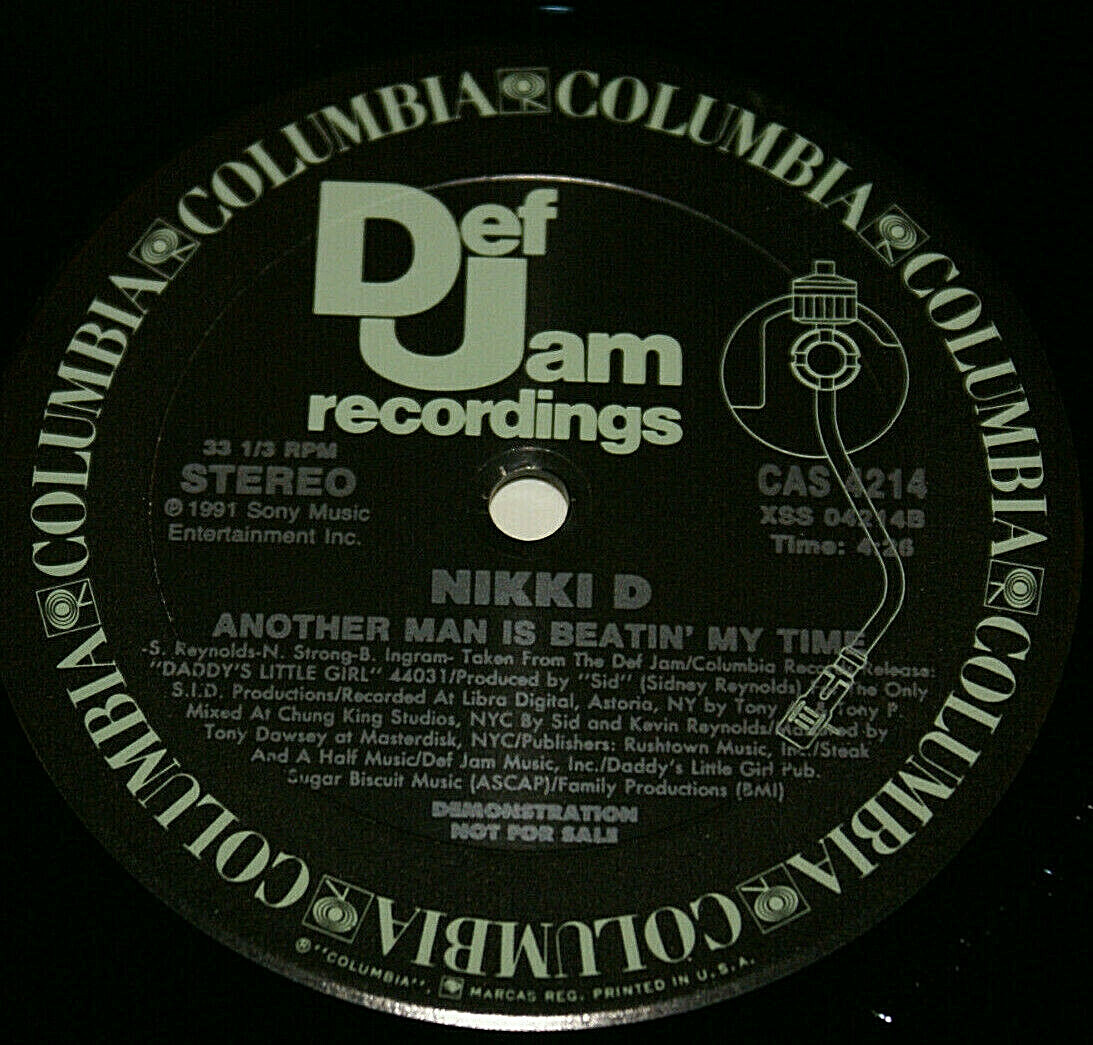 COLUMBIA COLUMBIA COLUMBIA COLUMBIA COLUMBIA COLUMBIA COLUMBIA COLUMBIA
Def
Jam
recordings
33 1/3 RPM
STEREO
℗ 1991 Sony Music
Entertainment Inc.
CAS 4214
XSS 04214B
Time: 4:26
NIKKI D
ANOTHER MAN IS BEATIN' MY TIME
-S. Reynolds-N. Strong-B. Ingram- Taken From The Def Jam/Columbia Records Release:
"DADDY'S LITTLE GIRL" 44031/Produced by "Sid" (Sidney Reynolds) The Only
S.I.D. Productions/Recorded At Libra Digital, Astoria, NY by Tony Tony P.
Mixed At Chung King Studios, NYC By Sid and Kevin Reynolds/Mastered by
Tony Dawsey at Masterdisk, NYC/Publishers: Rushtown Music, Inc./Steak
And A Half Music/Def Jam Music, Inc./Daddy's Little Girl Pub.
Sugar Biscuit Music (ASCAP)/Family Productions (BMI)
DEMONSTRATION
NOT FOR SALE
® "COLUMBIA", MARCAS REG. PRINTED IN U.S.A.